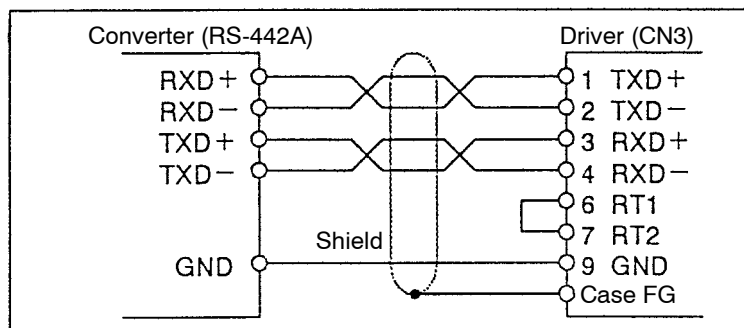 Converter (RS-442A)
Driver (CN3)
RXD+
1 TXD+
RXD−
2 TXD−
TXD+
3 RXD+
TXD−
4 RXD−
6 RT1
7 RT2
Shield
GND
9 GND
Case FG